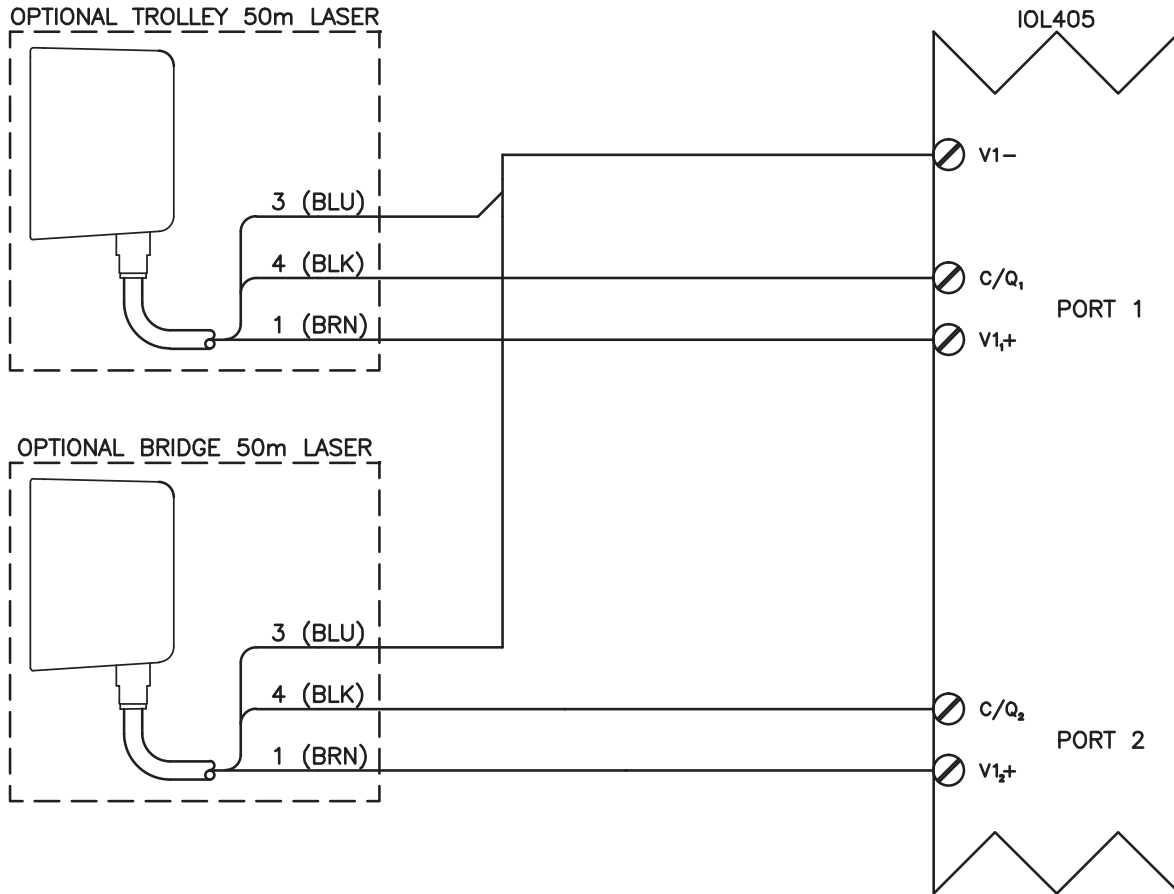 OPTIONAL TROLLEY 50m LASER
IOL405
V1-
3 (BLU)
4 (BLK)
C/Q₁
PORT 1
1 (BRN)
V1₁+
OPTIONAL BRIDGE 50m LASER
3 (BLU)
4 (BLK)
C/Q₂
PORT 2
1 (BRN)
V1₂+